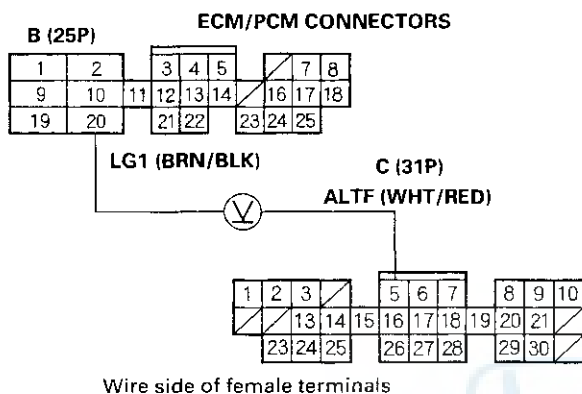 ECM/PCM CONNECTORS
B (25P)
1 2 3 4 5 7 8
9 10 11 12 13 14 16 17 18
19 20 21 22 23 24 25
LG1 (BRN/BLK)
C (31P)
ALTF (WHT/RED)
V
1 2 3 5 6 7 8 9 10
13 14 15 16 17 18 19 20 21
23 24 25 26 27 28 29 30
Wire side of female terminals